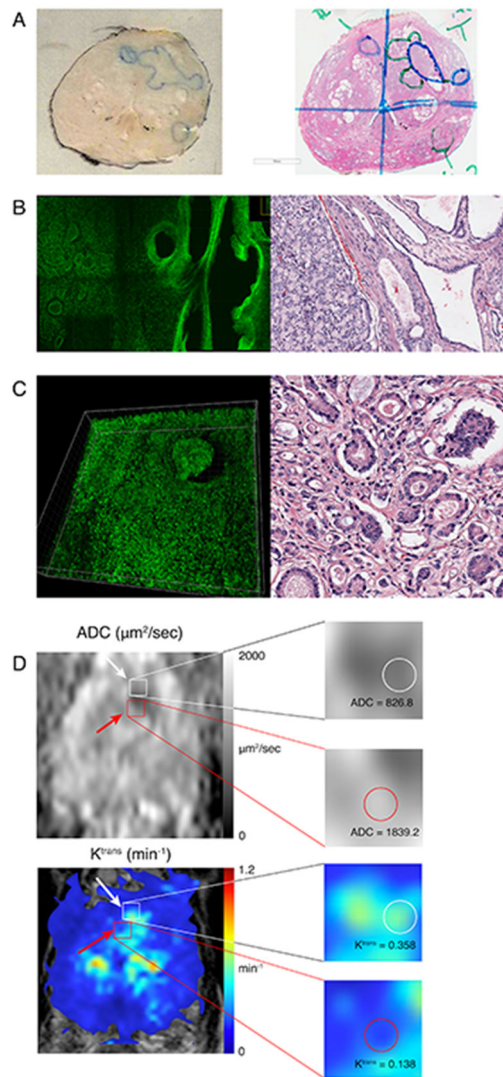 A
B
C
D
ADC (µm²/sec)
2000
µm²/sec
0
ADC = 826.8
ADC = 1839.2
Kᵗʳᵃⁿˢ (min⁻¹)
1.2
min⁻¹
0
Kᵗʳᵃⁿˢ = 0.358
Kᵗʳᵃⁿˢ = 0.138